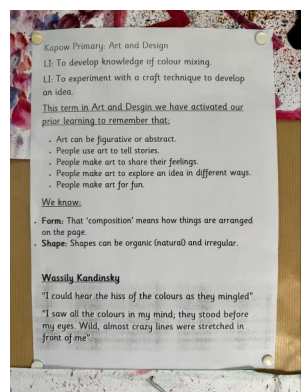 Kapow Primary: Art and Design
LI: To develop knowledge of colour mixing.
LI: To experiment with a craft technique to develop
an idea.
This term in Art and Desgin we have activated our
prior learning to remember that:
• Art can be figurative or abstract.
• People use art to tell stories.
• People make art to share their feelings.
• People make art to explore an idea in different ways.
• People make art for fun.
We know:
• Form: That 'composition' means how things are arranged
on the page.
• Shape: Shapes can be organic (natural) and irregular.
Wassily Kandinsky
"I could hear the hiss of the colours as they mingled"
"I saw all the colours in my mind; they stood before
my eyes. Wild, almost crazy lines were stretched in
front of me".